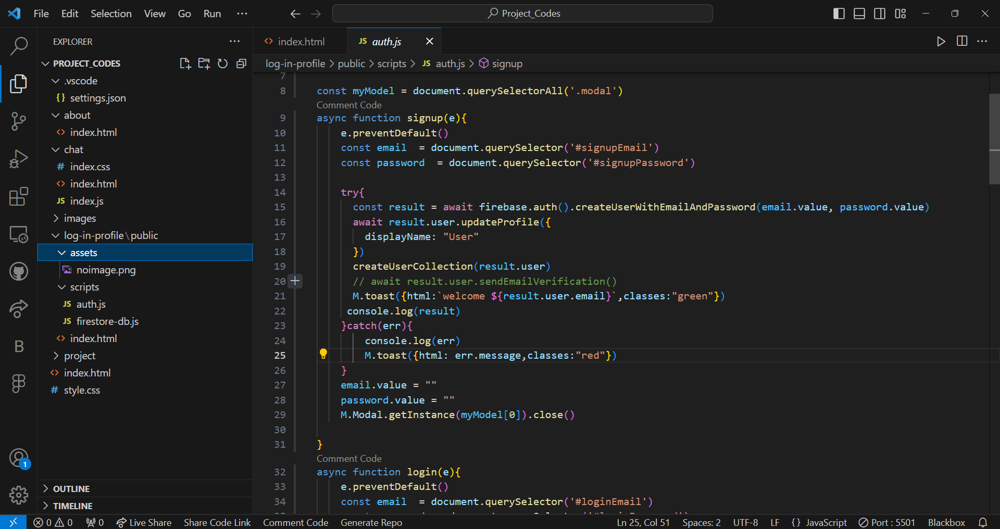 File Edit Selection View Go Run ···
Project_Codes
EXPLORER
PROJECT_CODES
.vscode
{} settings.json
about
<> index.html
chat
# index.css
<> index.html
JS index.js
images
log-in-profile\public
assets
noimage.png
scripts
JS auth.js
JS firestore-db.js
<> index.html
project
<> index.html
# style.css
OUTLINE
TIMELINE
B
1
<> index.html
JS auth.js
log-in-profile > public > scripts > JS auth.js > signup
7
8 const myModel = document.querySelectorAll('.modal')
Comment Code
9 async function signup(e){
10 e.preventDefault()
11 const email  = document.querySelector('#signupEmail')
12 const password  = document.querySelector('#signupPassword')
13
14 try{
15 const result = await firebase.auth().createUserWithEmailAndPassword(email.value, password.value)
16 await result.user.updateProfile({
17 displayName: "User"
18 })
19 createUserCollection(result.user)
20 // await result.user.sendEmailVerification()
21 M.toast({html:`welcome ${result.user.email}`,classes:"green"})
22 console.log(result)
23 }catch(err){
24 console.log(err)
25 M.toast({html: err.message,classes:"red"})
26 }
27 email.value = ""
28 password.value = ""
29 M.Modal.getInstance(myModel[0]).close()
30
31 }
Comment Code
32 async function login(e){
33 e.preventDefault()
34 const email  = document.querySelector('#loginEmail')
0 0 0 Live Share Share Code Link Comment Code Generate Repo Ln 25, Col 51 Spaces: 2 UTF-8 LF {} JavaScript Port : 5501 Blackbox